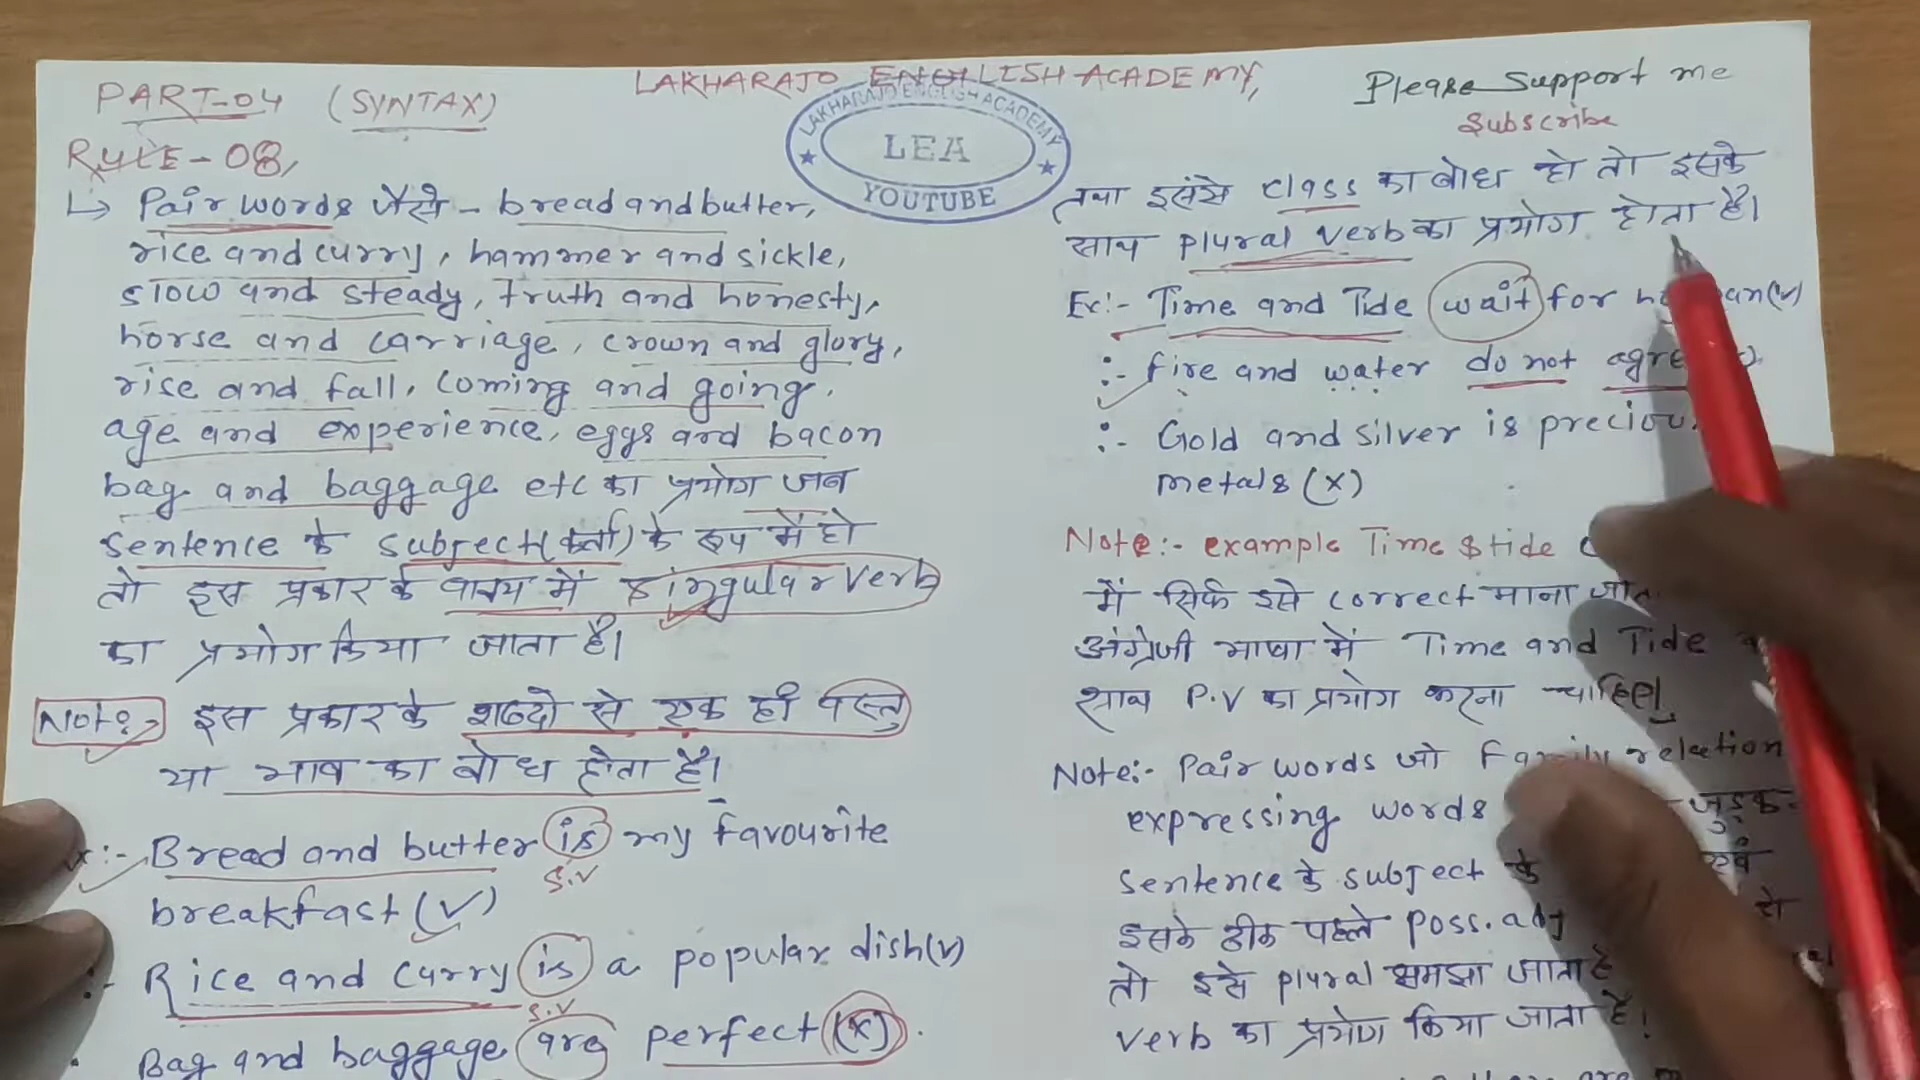 PART-04 (SYNTAX)
LAKHARAJO ENGLISH ACADEMY,
Please Support me
Subscribe
LAKHARAJO ENGLISH ACADEMY
LEA
YOUTUBE
RULE-08,
↳ Pair words जैसे - bread and butter,
rice and curry, hammer and sickle,
slow and steady, truth and honesty,
horse and carriage, crown and glory,
rise and fall, coming and going,
age and experience, eggs and bacon
bag and baggage etc का प्रयोग जब
sentence के subject (कर्ता) के रूप में हो
तो इस प्रकार के वाक्य में singular verb
का प्रयोग किया जाता है।
Note:- इस प्रकार के शब्दो से एक ही वस्तु
या भाव का बोध होता है।
:- Bread and butter is my favourite
S.V
breakfast (✓)
:- Rice and curry is a popular dish (✓)
S.V
Bag and baggage are perfect (x).
तथा इससे class का बोध हो तो इसके
साथ plural verb का प्रयोग होता है।
Ex:- Time and Tide wait for (✓)
:- fire and water do not
:- Gold and silver is
metals (x)
Note:- example Time & tide
में सिर्फ इसे correct माना
अंग्रेजी भाषा में Time and Tide
साथ P.V का प्रयोग करना चाहिए।
Note:- Pair words जो Family relation
expressing words
sentence के subject के एवं
इसके ठीक पहले poss. adj हो
तो इसे plural समझा जाता है
verb का प्रयोग किया जाता है।